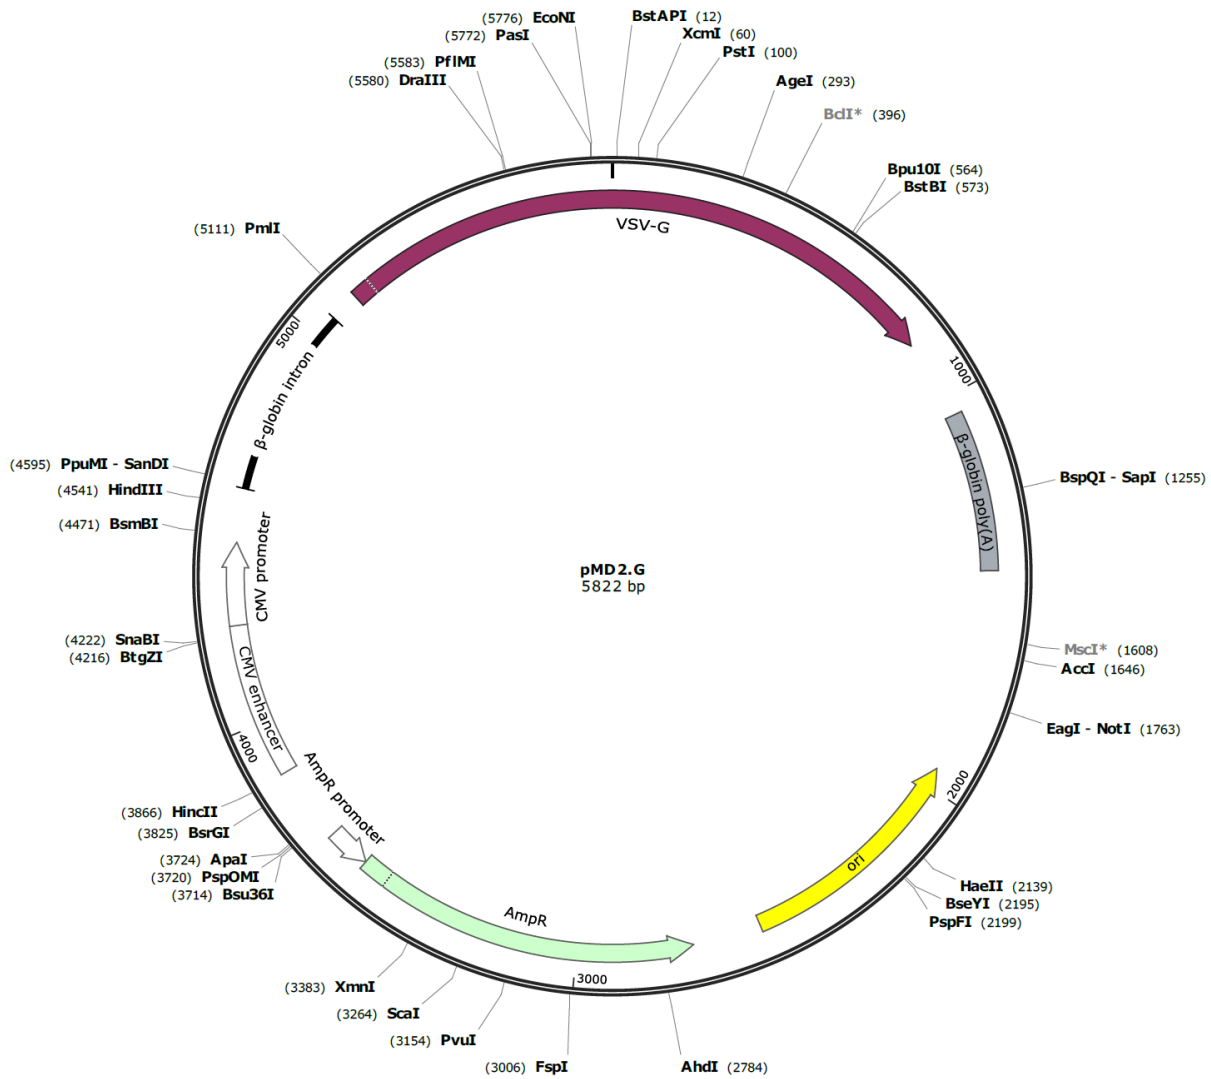 (5776) EcoNI
BstAPI (12)
(5772) PasI
XcmI (60)
(5583) PflMI
PstI (100)
(5580) DraIII
AgeI (293)
BclI* (396)
Bpu10I (564)
BstBI (573)
VSV-G
(5111) PmlI
5000
1000
β-globin intron
β-globin poly(A)
(4595) PpuMI - SanDI
BspQI - SapI (1255)
(4541) HindIII
(4471) BsmBI
CMV promoter
pMD2.G
5822 bp
(4222) SnaBI
MscI* (1608)
(4216) BtgZI
AccI (1646)
CMV enhancer
EagI - NotI (1763)
4000
AmpR promoter
2000
(3866) HincII
(3825) BsrGI
(3724) ApaI
ori
(3720) PspOMI
HaeII (2139)
(3714) Bsu36I
BseYI (2195)
AmpR
PspFI (2199)
3000
(3383) XmnI
(3264) ScaI
(3154) PvuI
(3006) FspI
AhdI (2784)